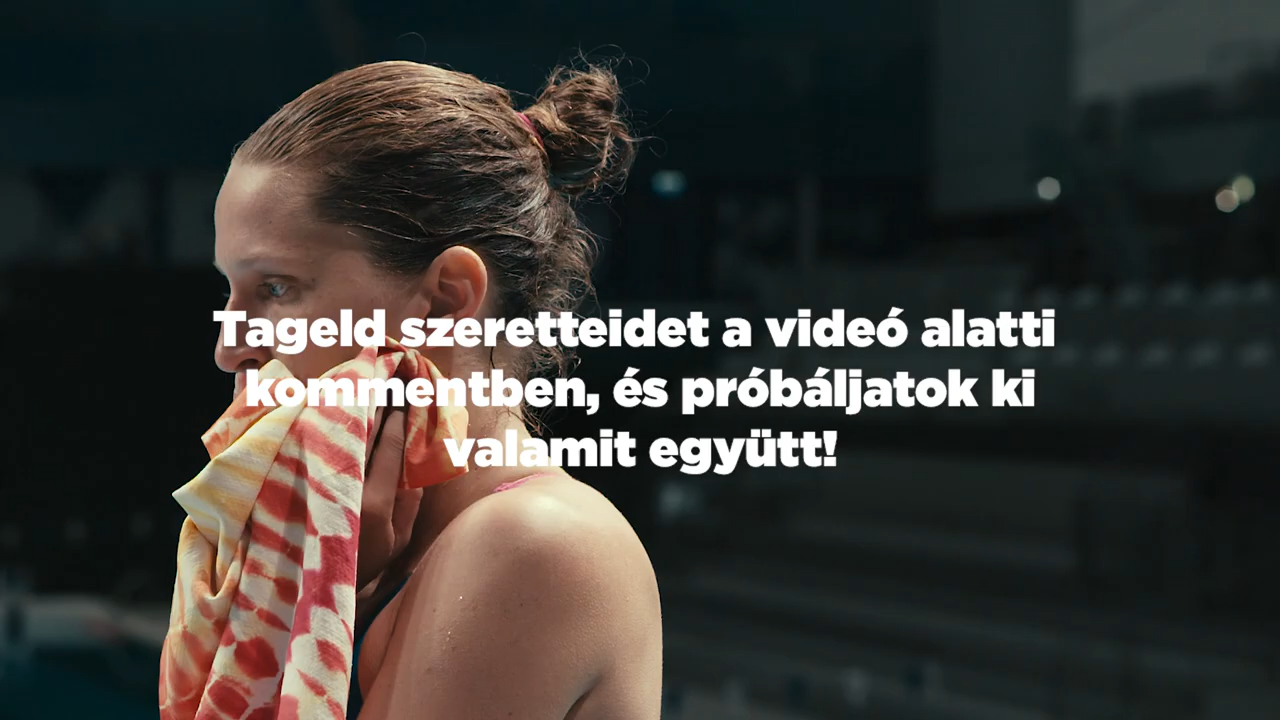 Tageld szeretteidet a videó alatti
kommentben, és próbáljatok ki
valamit együtt!